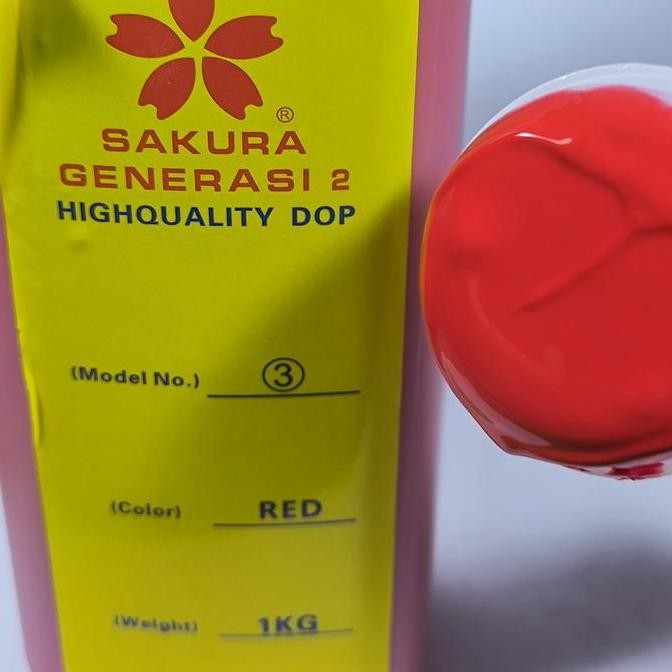 ®
SAKURA
GENERASI 2
HIGHQUALITY DOP
(Model No.) ③
(Color) RED
(Weight) 1KG